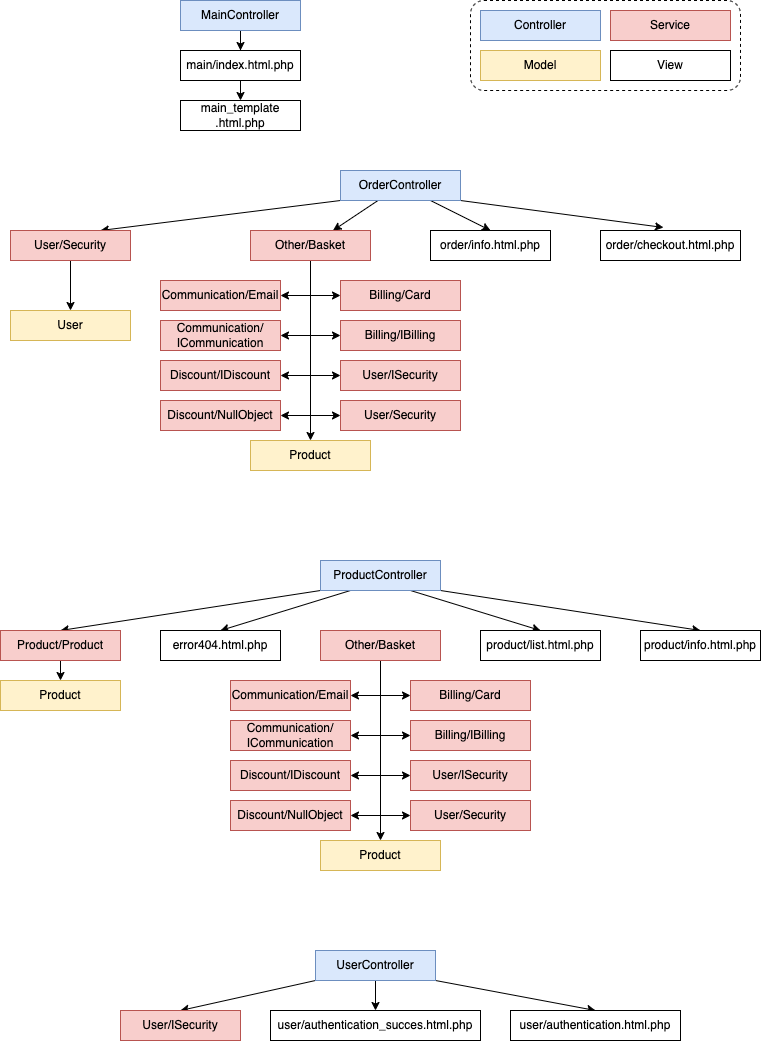 MainController
main/index.html.php
main_template
.html.php
Controller
Service
Model
View
OrderController
User/Security
Other/Basket
order/info.html.php
order/checkout.html.php
User
Communication/Email
Billing/Card
Communication/
ICommunication
Billing/IBilling
Discount/IDiscount
User/ISecurity
Discount/NullObject
User/Security
Product
ProductController
Product/Product
error404.html.php
Other/Basket
product/list.html.php
product/info.html.php
Product
Communication/Email
Billing/Card
Communication/
ICommunication
Billing/IBilling
Discount/IDiscount
User/ISecurity
Discount/NullObject
User/Security
Product
UserController
User/ISecurity
user/authentication_succes.html.php
user/authentication.html.php